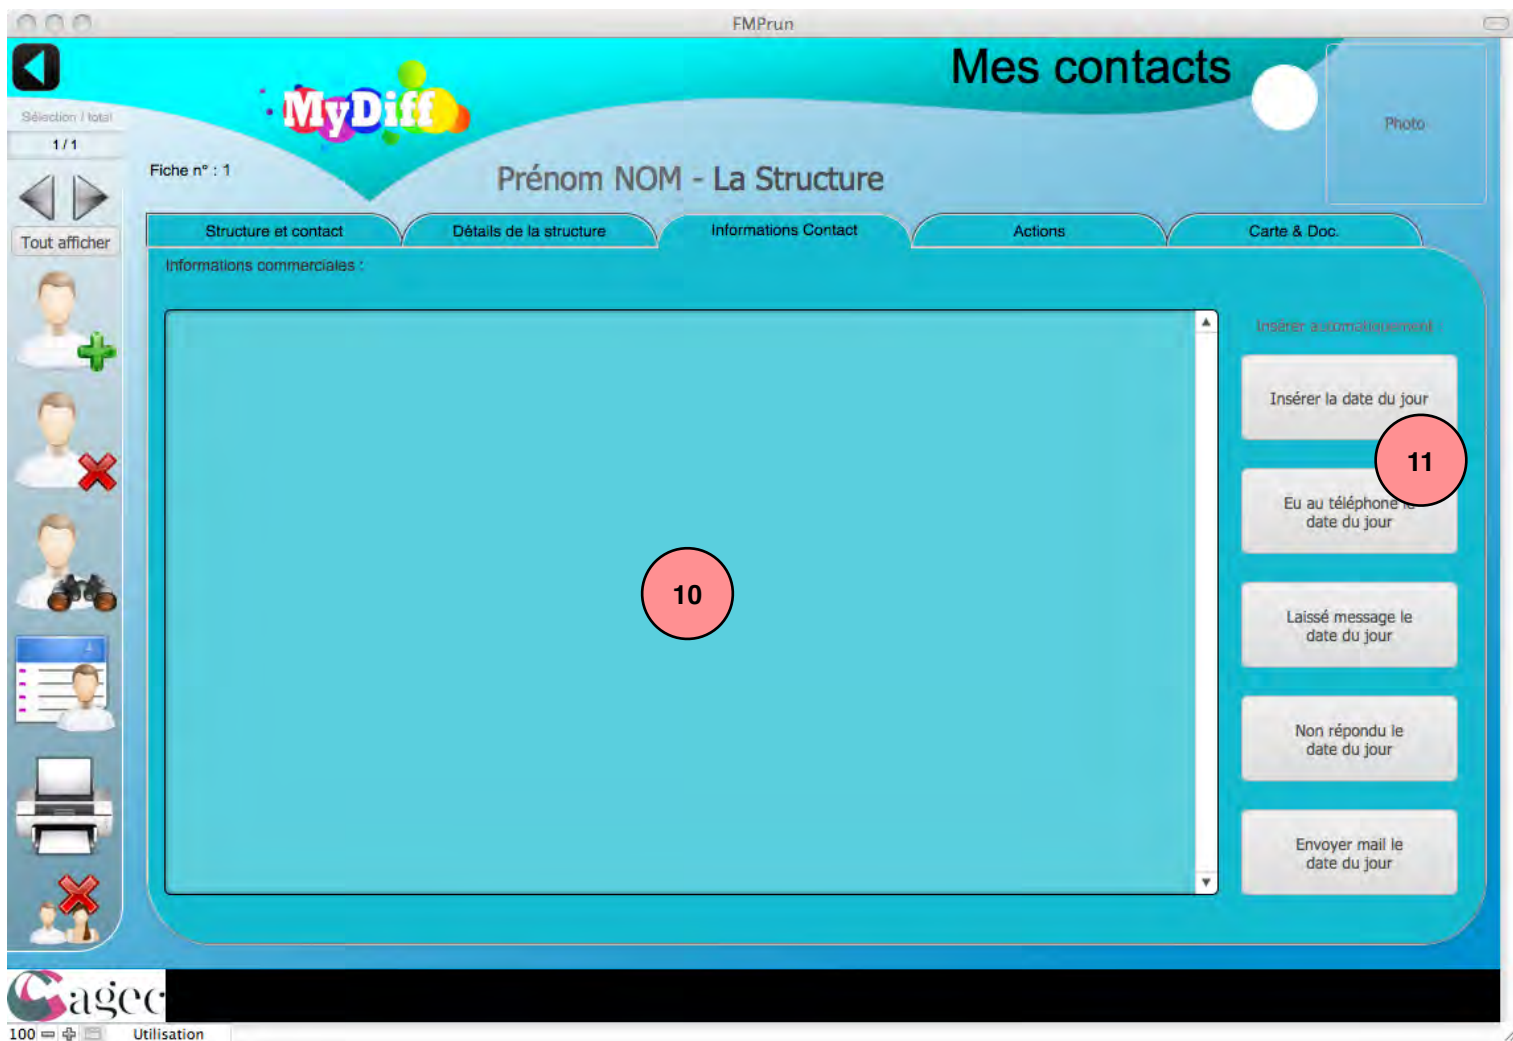 FMPrun
Mes contacts
MyDiff
Sélection / total
1 / 1
Photo
Fiche n° : 1
Prénom NOM - La Structure
Tout afficher
Structure et contact
Détails de la structure
Informations Contact
Actions
Carte & Doc.
Informations commerciales :
Insérer automatiquement
Insérer la date du jour
11
Eu au téléphone le
date du jour
10
Laissé message le
date du jour
Non répondu le
date du jour
Envoyer mail le
date du jour
Gagec
100
Utilisation